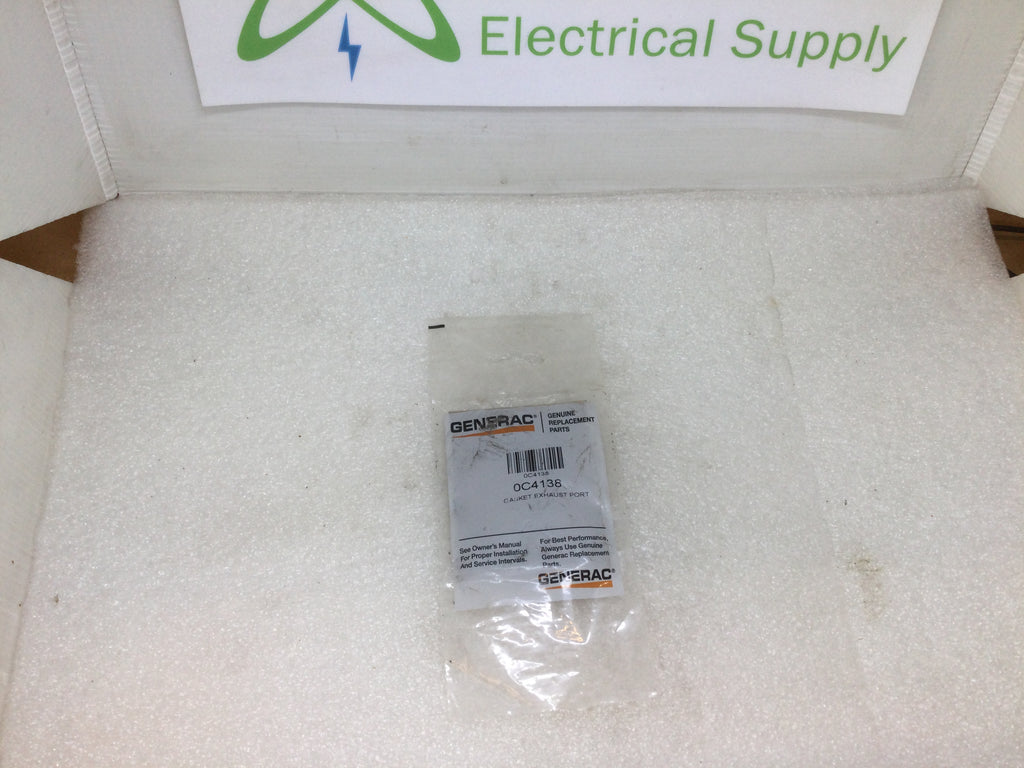 Electrical Supply
GENERAC®
GENUINE
REPLACEMENT
PARTS
0C4138
0C4138
GASKET EXHAUST PORT
See Owner's Manual
For Proper Installation
And Service Intervals.
For Best Performance,
Always Use Genuine
Generac Replacement
Parts.
GENERAC®